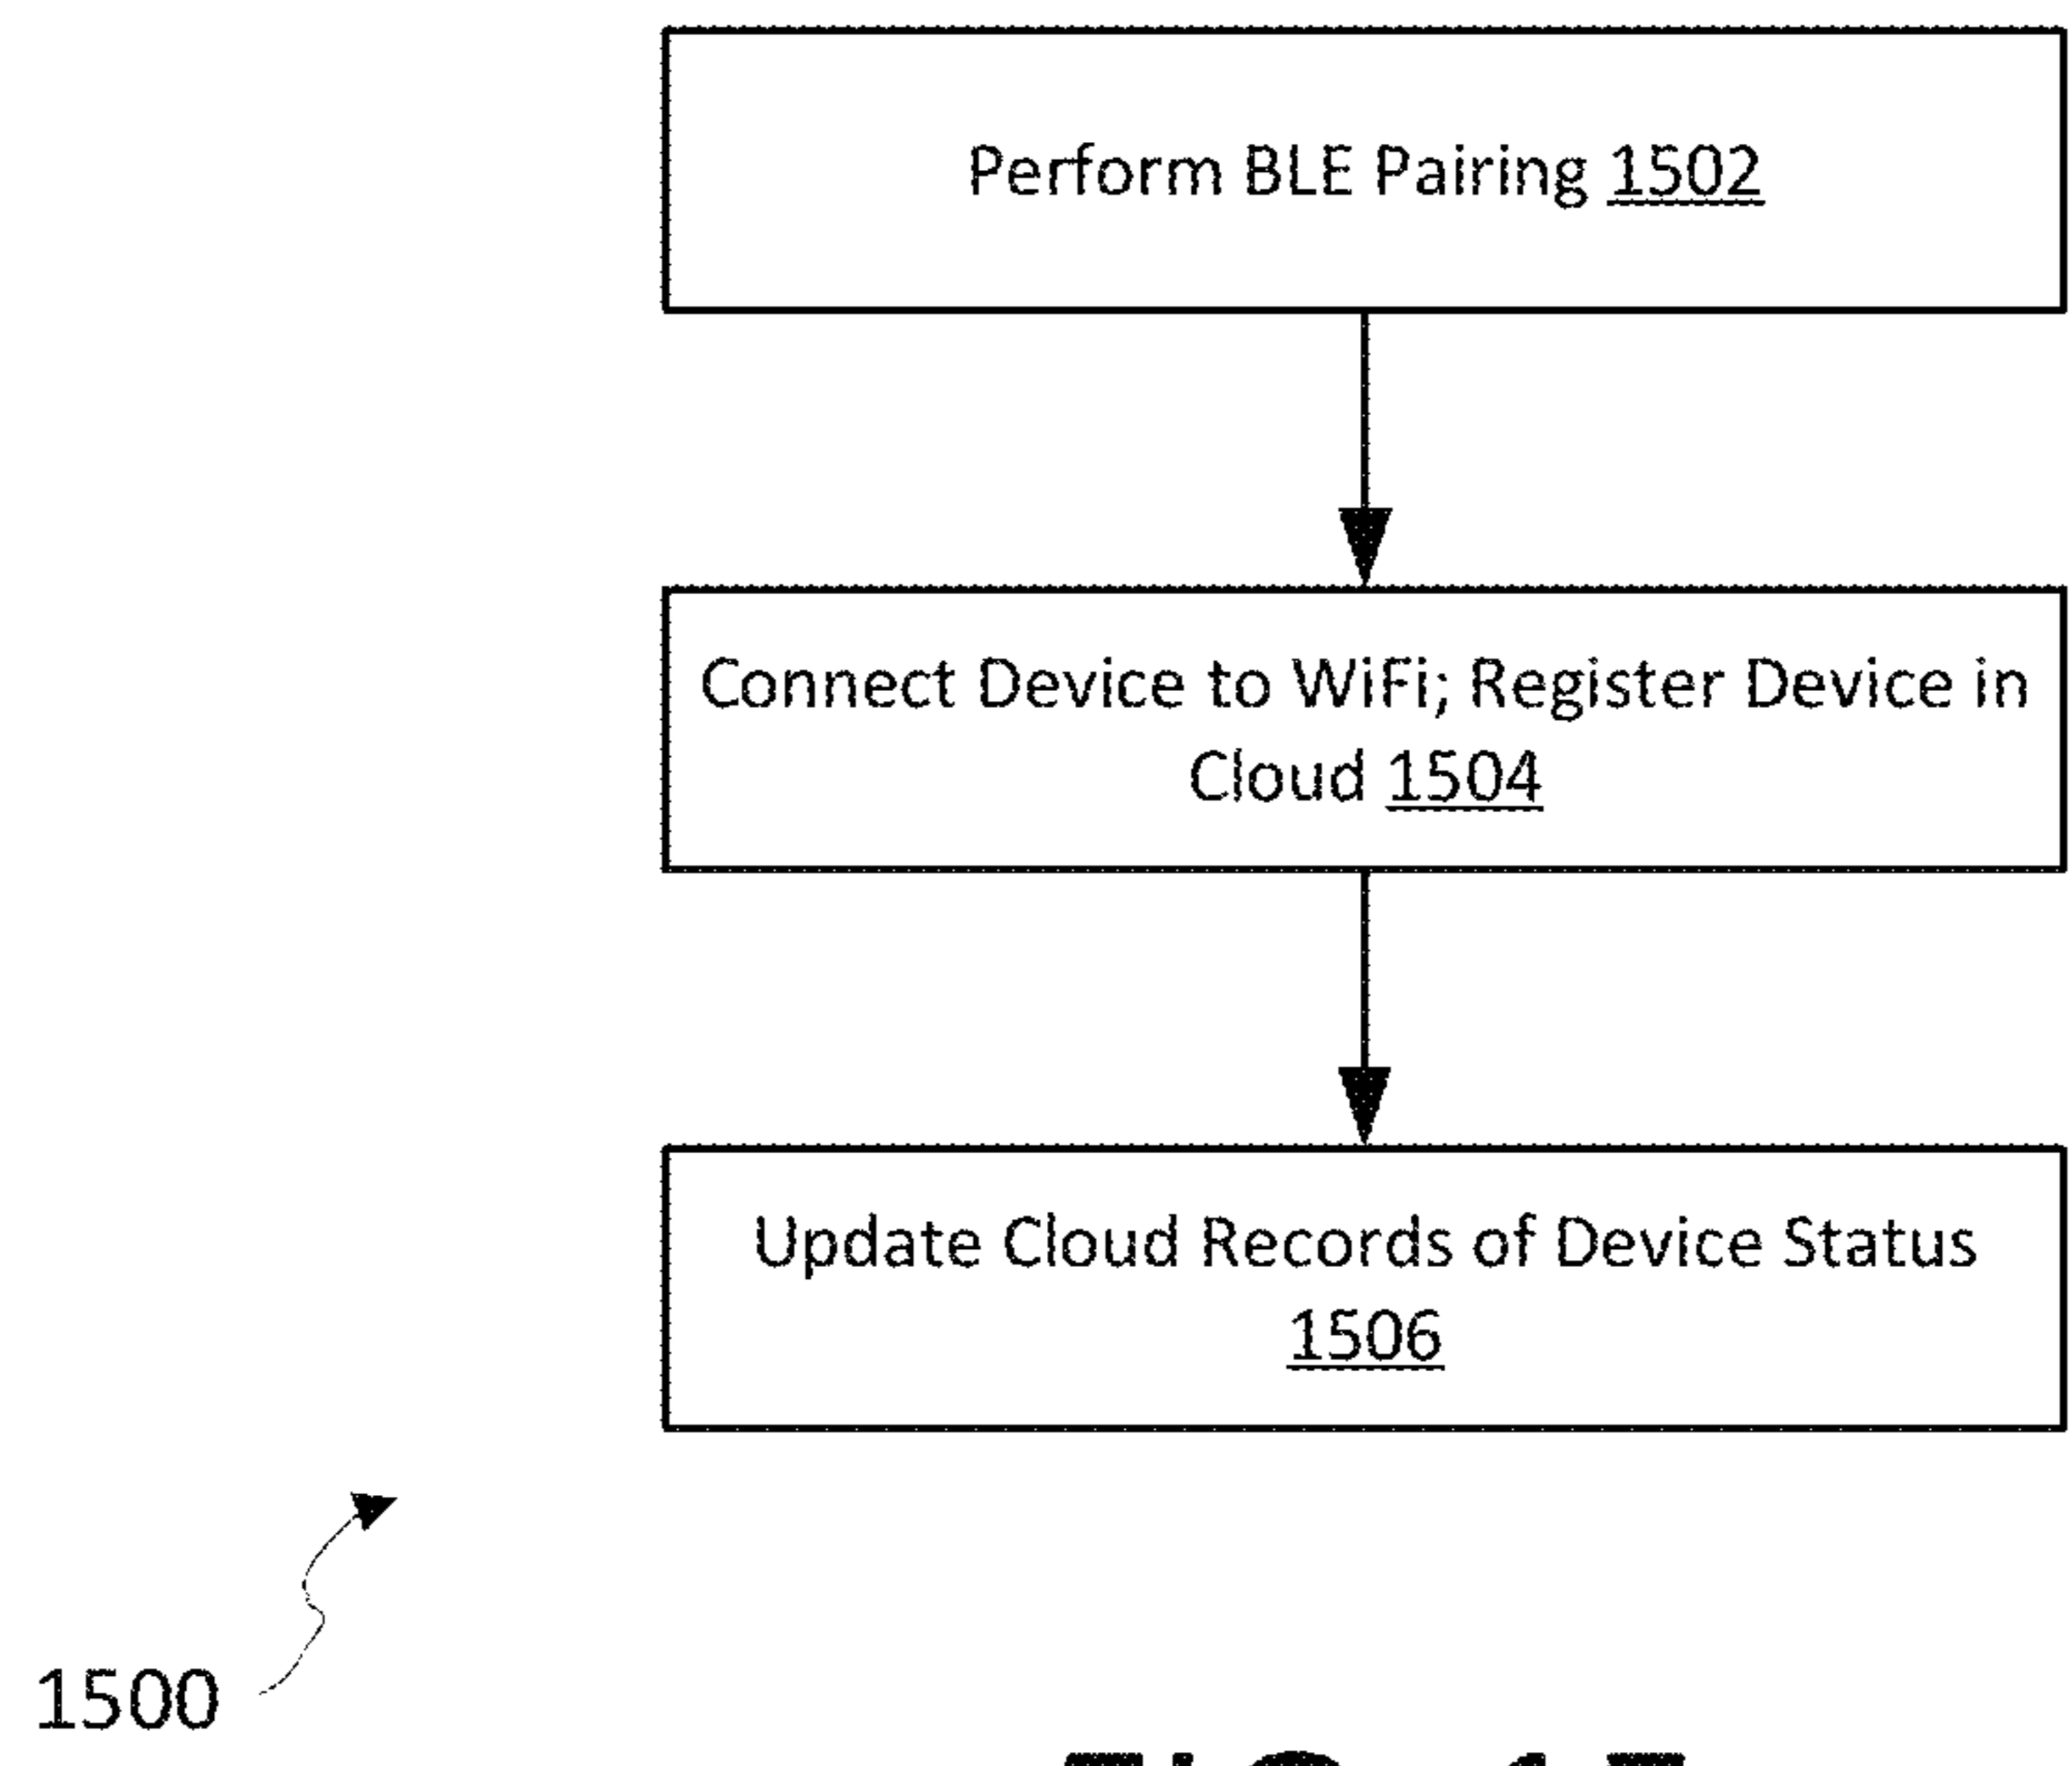 Perform BLE Pairing 1502
Connect Device to WiFi; Register Device in
Cloud 1504
Update Cloud Records of Device Status
1506
1500